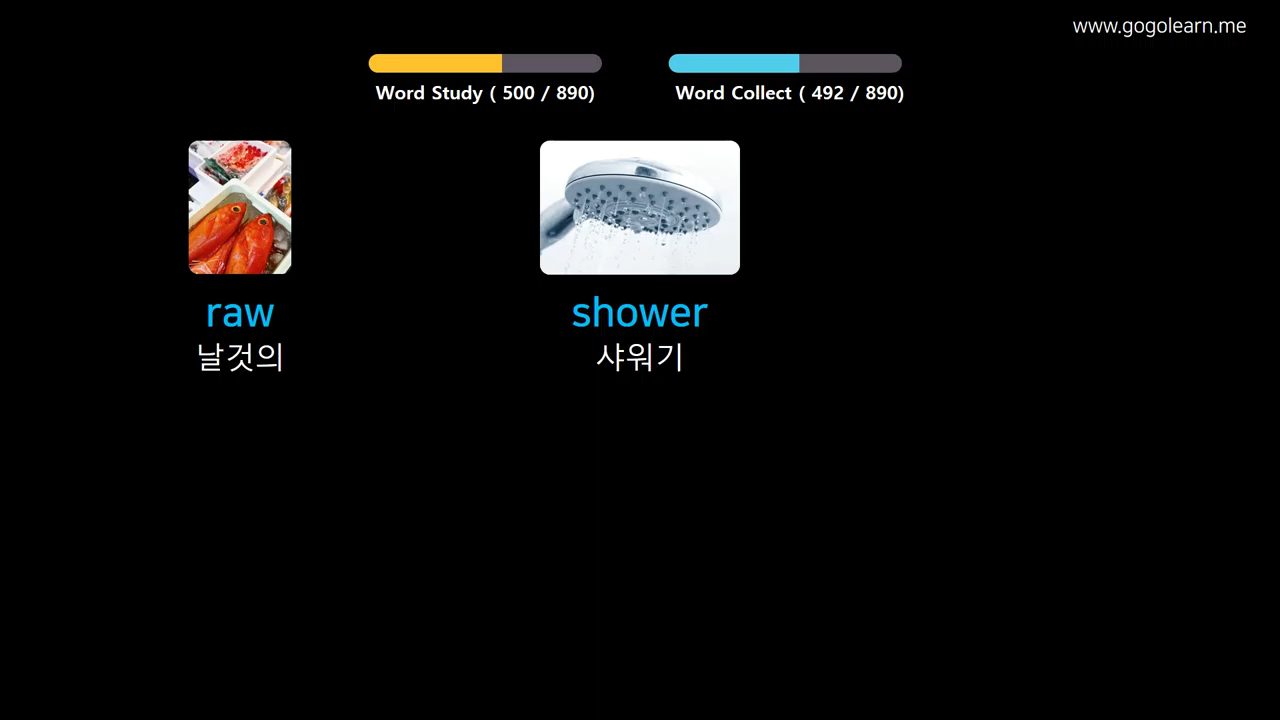 www.gogolearn.me
Word Study ( 500 / 890)
Word Collect ( 492 / 890)
raw
날것의
shower
샤워기